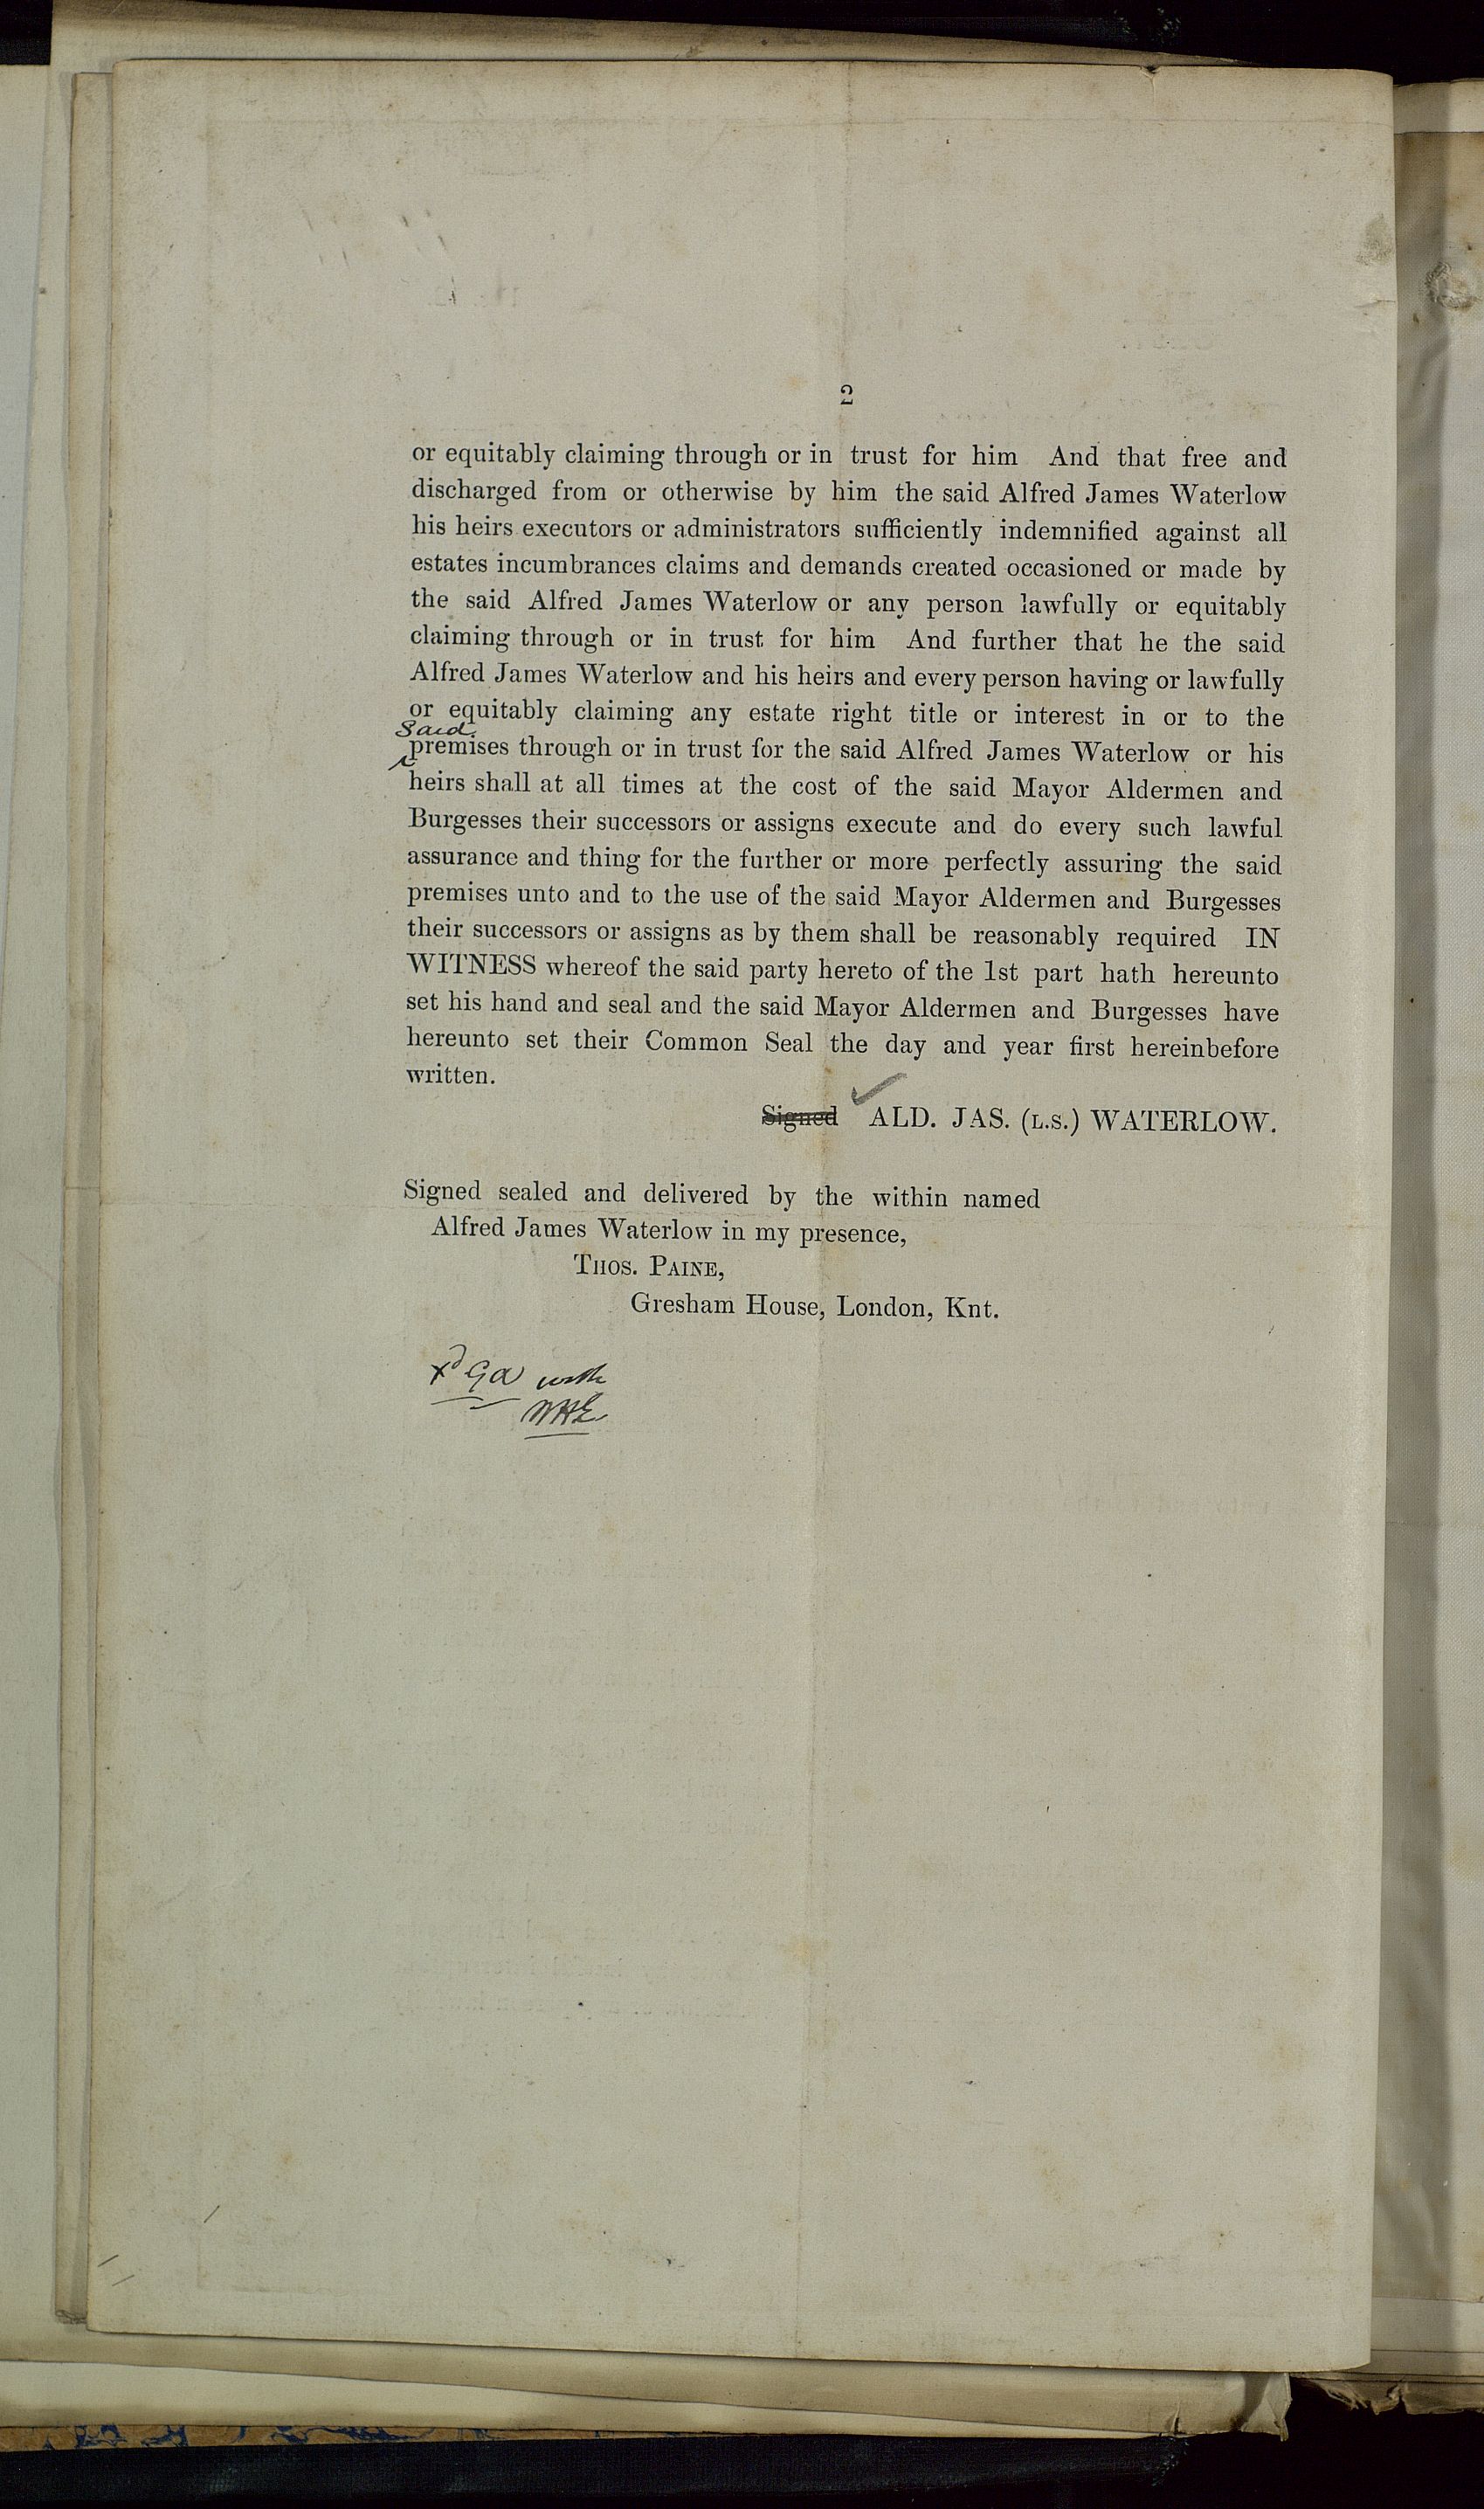 2
or equitably claiming through or in trust for him And that free and
discharged from or otherwise by him the said Alfred James Waterlow
his heirs executors or administrators sufficiently indemnified against all
estates incumbrances claims and demands created occasioned or made by
the said Alfred James Waterlow or any person lawfully or equitably
claiming through or in trust for him And further that he the said
Alfred James Waterlow and his heirs and every person having or lawfully
or equitably claiming any estate right title or interest in or to the
Said
premises through or in trust for the said Alfred James Waterlow or his
heirs shall at all times at the cost of the said Mayor Aldermen and
Burgesses their successors or assigns execute and do every such lawful
assurance and thing for the further or more perfectly assuring the said
premises unto and to the use of the said Mayor Aldermen and Burgesses
their successors or assigns as by them shall be reasonably required IN
WITNESS whereof the said party hereto of the 1st part hath hereunto
set his hand and seal and the said Mayor Aldermen and Burgesses have
hereunto set their Common Seal the day and year first hereinbefore
written.
Signed ALD. JAS. (L.S.) WATERLOW.
Signed sealed and delivered by the within named
Alfred James Waterlow in my presence,
THOS. PAINE,
Gresham House, London, Knt.
with